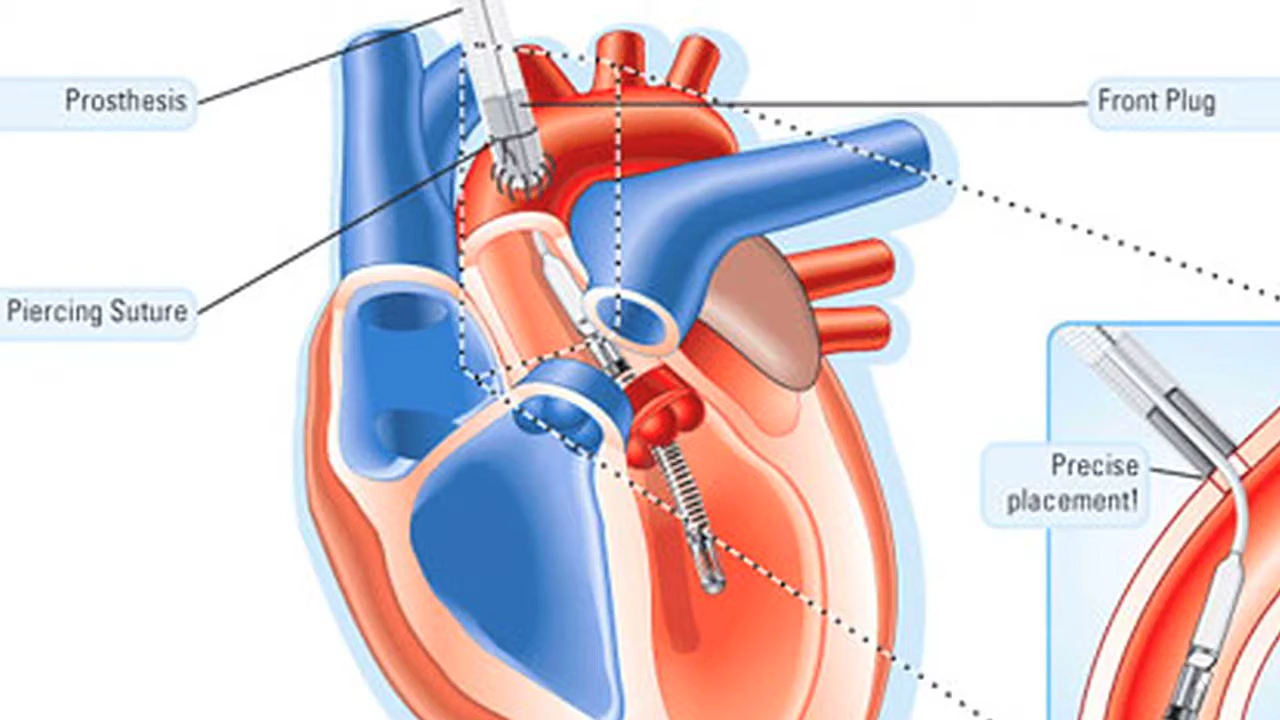 Prosthesis
Front Plug
Piercing Suture
Precise
placement!